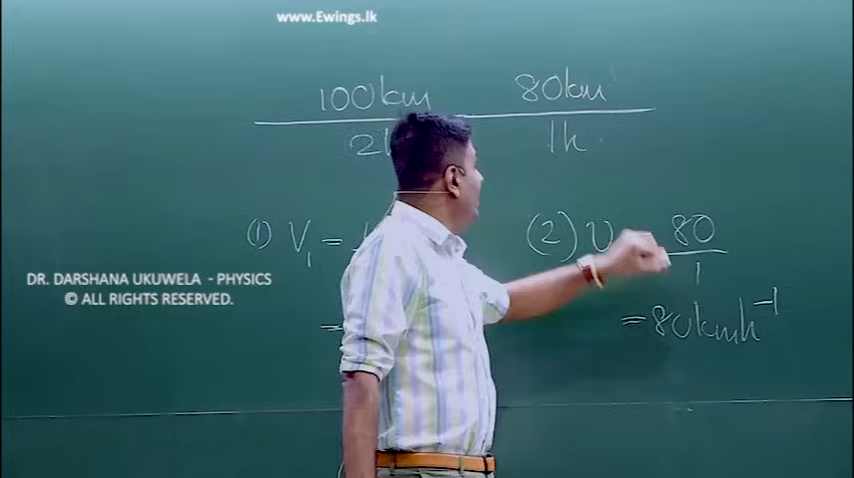 www.Ewings.lk
100km 80km
1h
① V₁ =
② V 80
1
= 80kmh⁻¹
DR. DARSHANA UKUWELA - PHYSICS
© ALL RIGHTS RESERVED.